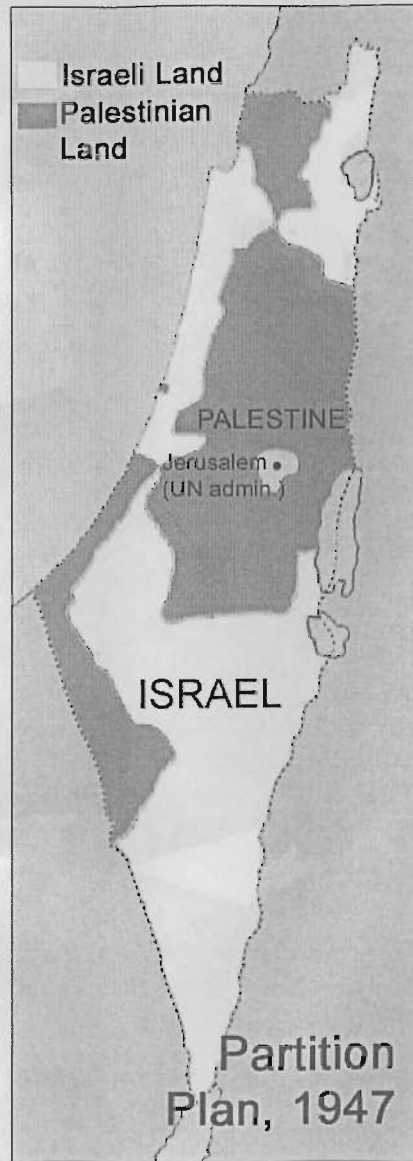 Israeli Land
Palestinian
Land
PALESTINE
Jerusalem
(UN admin.)
ISRAEL
Partition
Plan, 1947